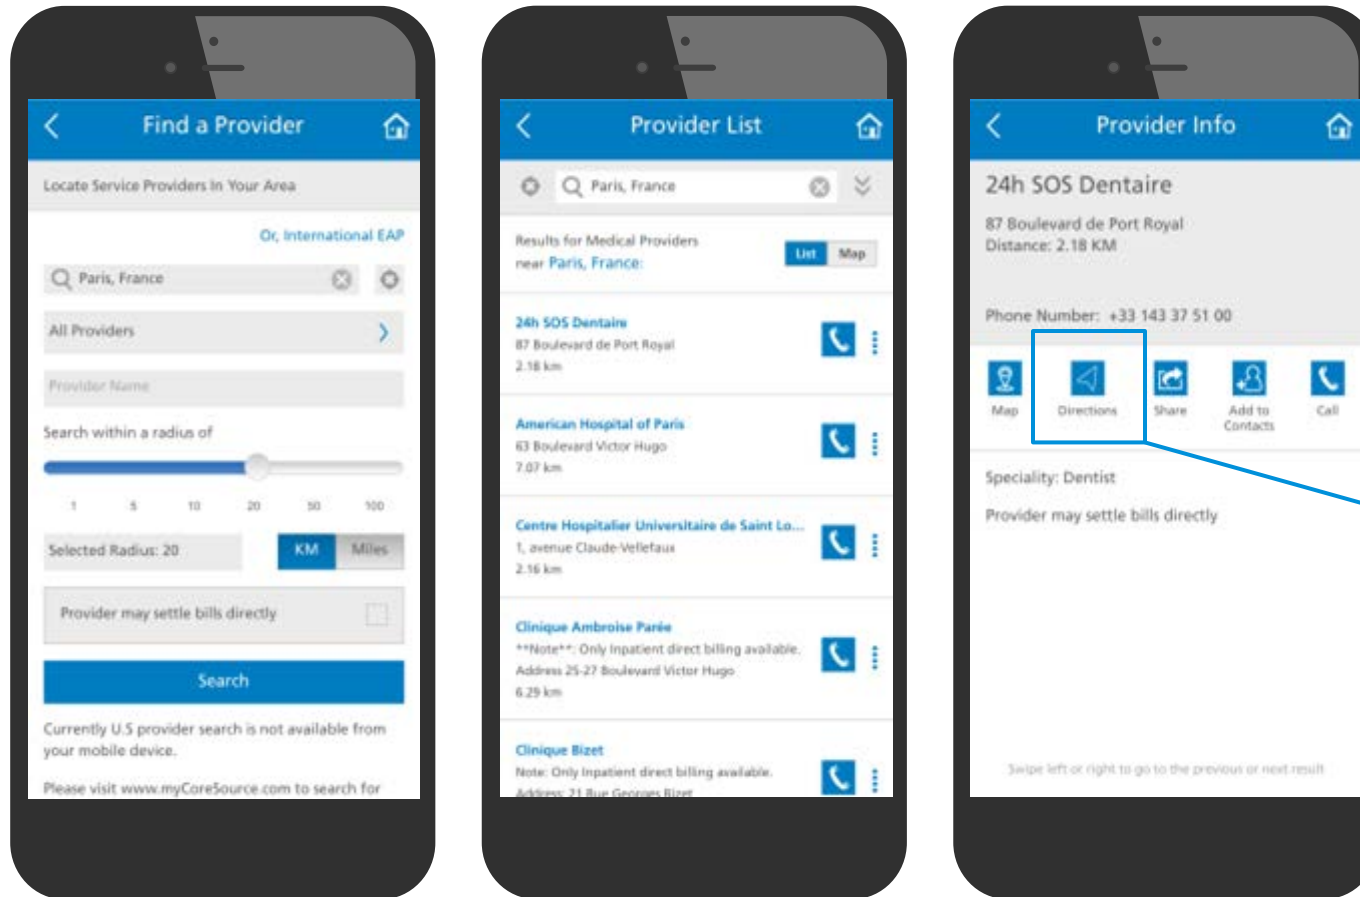 Find a Provider
Locate Service Providers In Your Area
Or, International EAP
Paris, France
All Providers
Provider Name
Search within a radius of
1 5 10 20 50 100
Selected Radius: 20
KM Miles
Provider may settle bills directly
Search
Currently U.S provider search is not available from
your mobile device.
Please visit www.myCoreSource.com to search for
Provider List
Paris, France
Results for Medical Providers
near Paris, France:
List Map
24h SOS Dentaire
87 Boulevard de Port Royal
2.18 km
American Hospital of Paris
63 Boulevard Victor Hugo
7.07 km
Centre Hospitalier Universitaire de Saint Lo...
1, avenue Claude-Vellefaux
2.16 km
Clinique Ambroise Parée
**Note**: Only Inpatient direct billing available.
Address 25-27 Boulevard Victor Hugo
6.29 km
Clinique Bizet
Note: Only Inpatient direct billing available.
Address: 21 Rue Georges Bizet
Provider Info
24h SOS Dentaire
87 Boulevard de Port Royal
Distance: 2.18 KM
Phone Number: +33 143 37 51 00
Map
Directions
Share
Add to
Contacts
Call
Speciality: Dentist
Provider may settle bills directly
Swipe left or right to go to the previous or next result